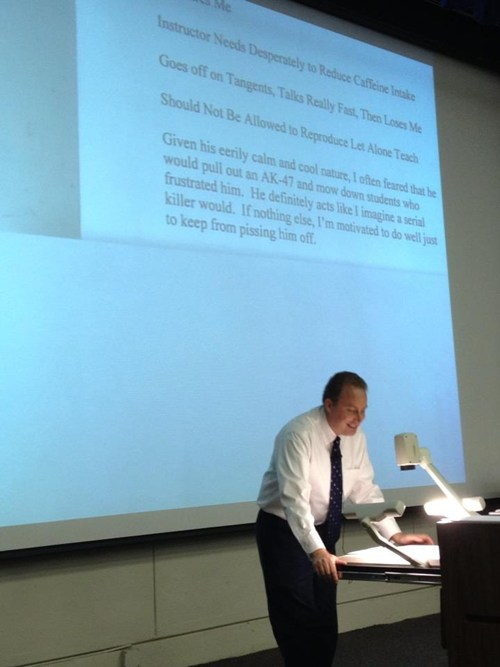 Me
Instructor Needs Desperately to Reduce Caffeine Intake
Goes off on Tangents, Talks Really Fast, Then Loses Me
Should Not Be Allowed to Reproduce Let Alone Teach
Given his eerily calm and cool nature, I often feared that he
would pull out an AK-47 and mow down students who
frustrated him.  He definitely acts like I imagine a serial
killer would.  If nothing else, I'm motivated to do well just
to keep from pissing him off.